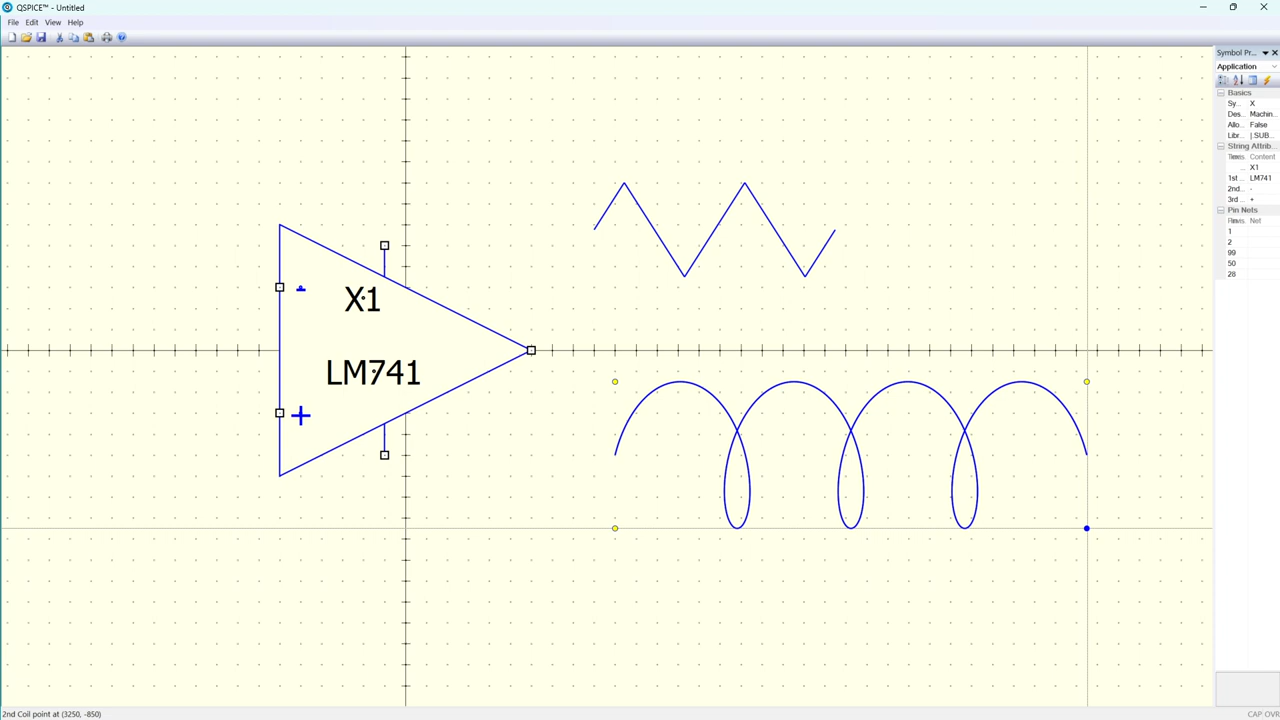 QSPICE™ - Untitled
File Edit View Help
Symbol Pr...
Application
Basics
Sy... X
Des... Machin...
Allo... False
Libr... | SUB...
String Attrib...
Content
... X1
1st ... LM741
2nd... -
3rd ... +
Pin Nets
Net
1
2
99
50
28
-
X1
LM741
+
2nd Coil point at (3250, -850)
CAP OVR